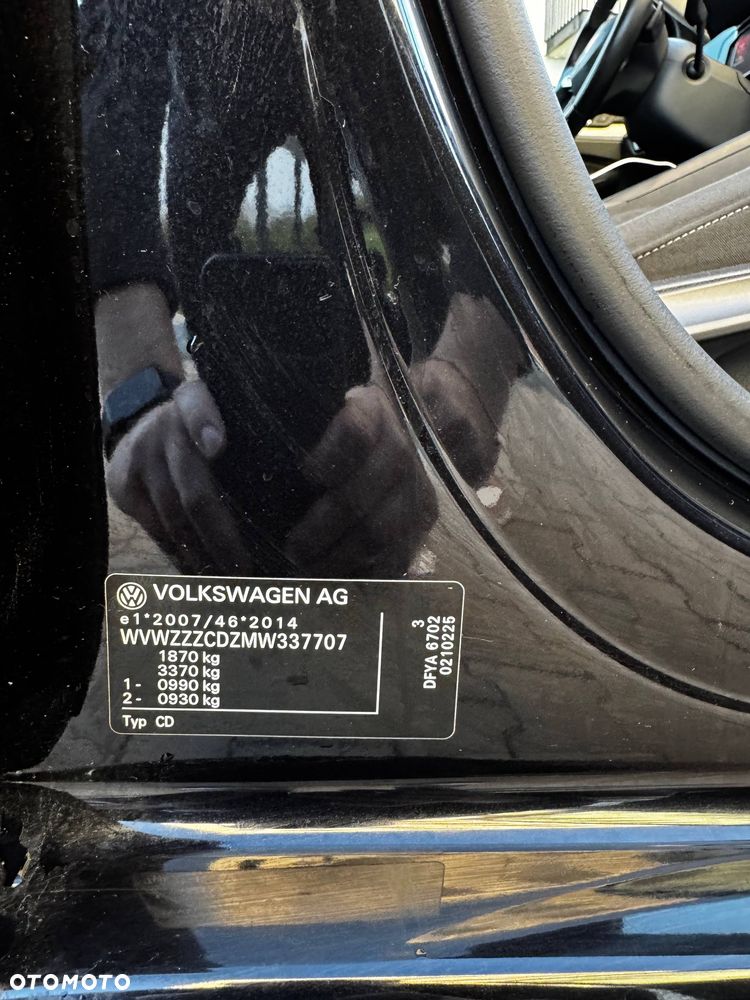 VOLKSWAGEN AG
e1*2007/46*2014
WVWZZZCDZMW337707
1870 kg
3370 kg
1- 0990 kg
2- 0930 kg
Typ CD
3
DFYA 6702
0210225
OTOMOTO